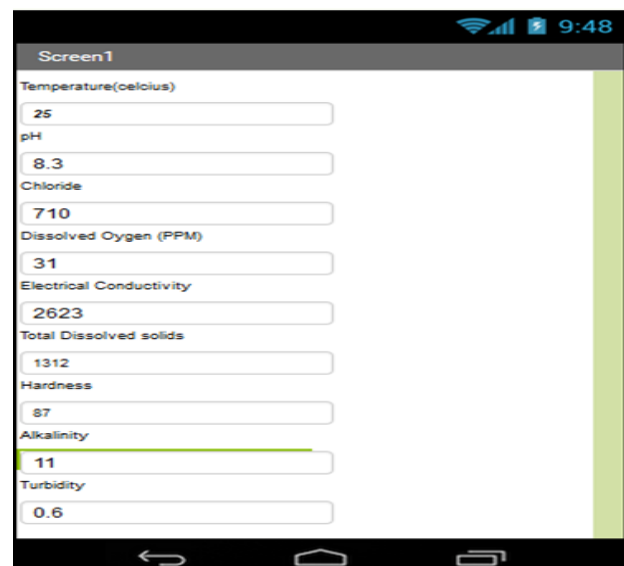 9:48
Screen1
Temperature(celcius)
25
pH
8.3
Chloride
710
Dissolved Oygen (PPM)
31
Electrical Conductivity
2623
Total Dissolved solids
1312
Hardness
87
Alkalinity
11
Turbidity
0.6